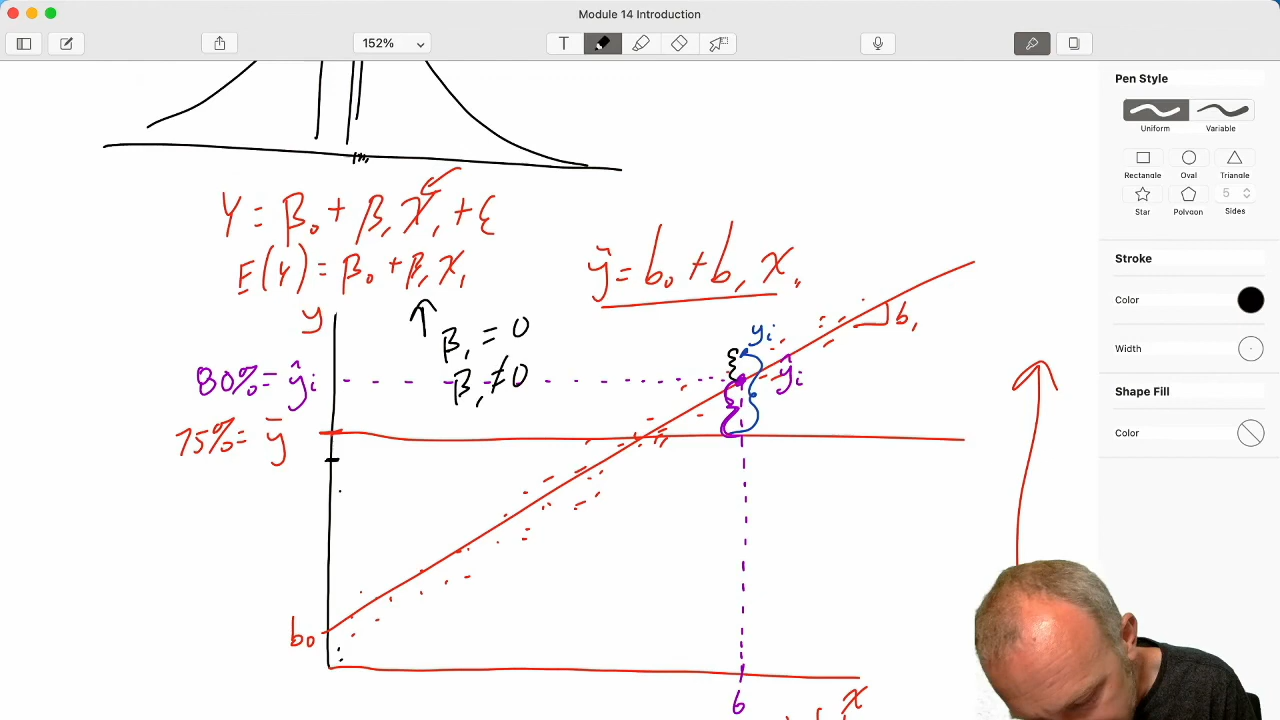 Module 14 Introduction
152%
T
Pen Style
Uniform
Variable
Rectangle
Oval
Triangle
Star
Polygon
5
Sides
Stroke
Color
Width
Shape Fill
Color
Y = β₀ + β₁X₁ + ε
E(Y) = β₀ + β₁X₁
ŷ = b₀ + b₁X₁
y
β₁ = 0
β₁ ≠ 0
yᵢ
b₁
80% = ŷᵢ
ŷᵢ
75% = ȳ
b₀
6
x